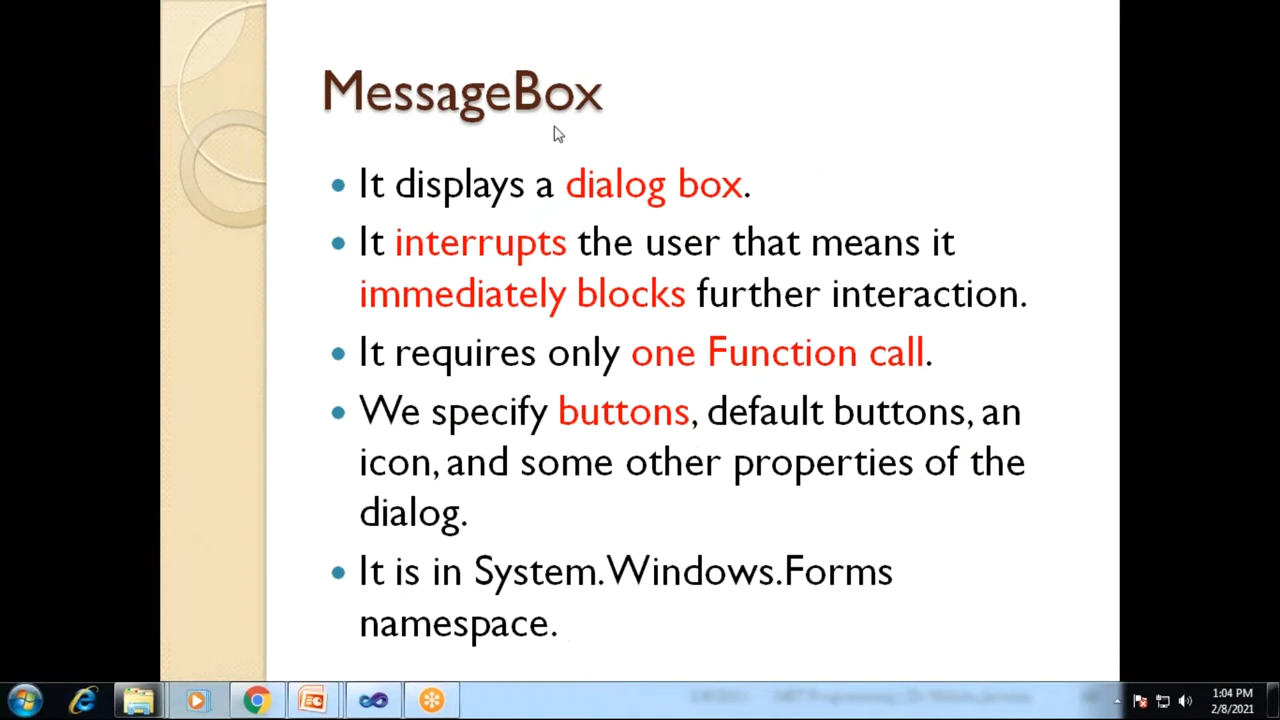 MessageBox
• It displays a dialog box.
• It interrupts the user that means it
immediately blocks further interaction.
• It requires only one Function call.
• We specify buttons, default buttons, an
icon, and some other properties of the
dialog.
• It is in System.Windows.Forms
namespace.
1:04 PM
2/8/2021